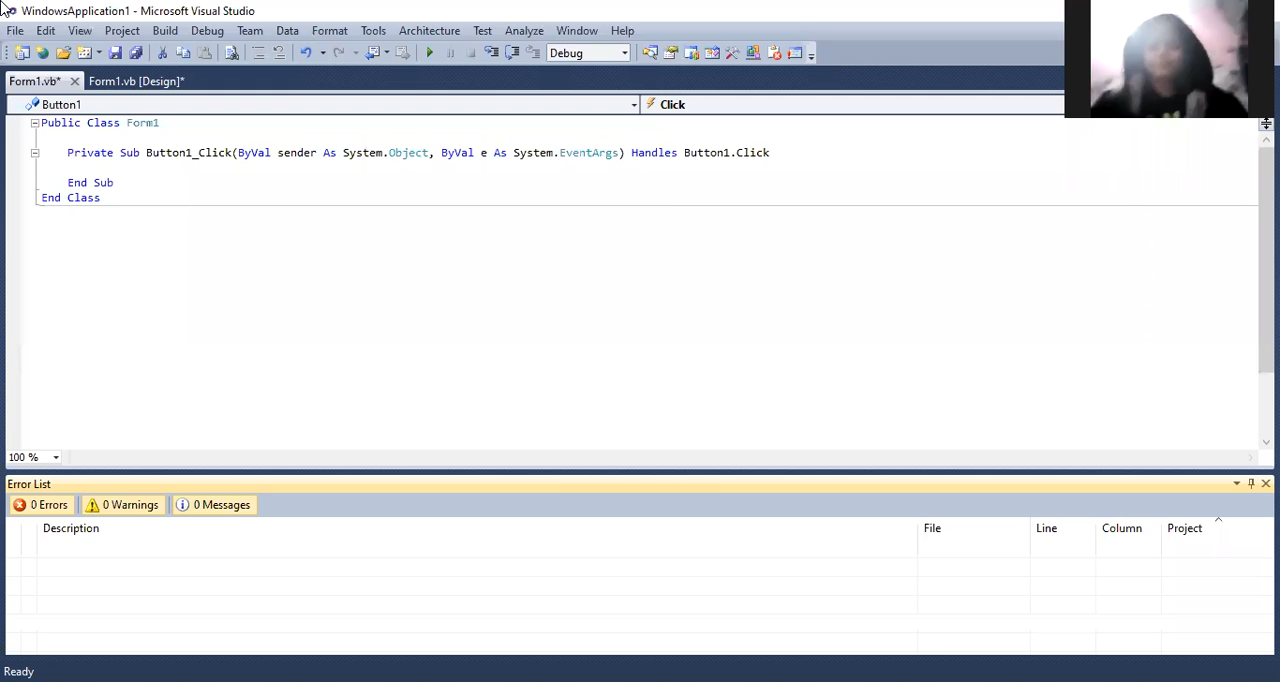 WindowsApplication1 - Microsoft Visual Studio
File Edit View Project Build Debug Team Data Format Tools Architecture Test Analyze Window Help
Debug
Form1.vb* Form1.vb [Design]*
Button1 Click
Public Class Form1
Private Sub Button1_Click(ByVal sender As System.Object, ByVal e As System.EventArgs) Handles Button1.Click
End Sub
End Class
100 %
Error List
0 Errors 0 Warnings 0 Messages
Description File Line Column Project
Ready